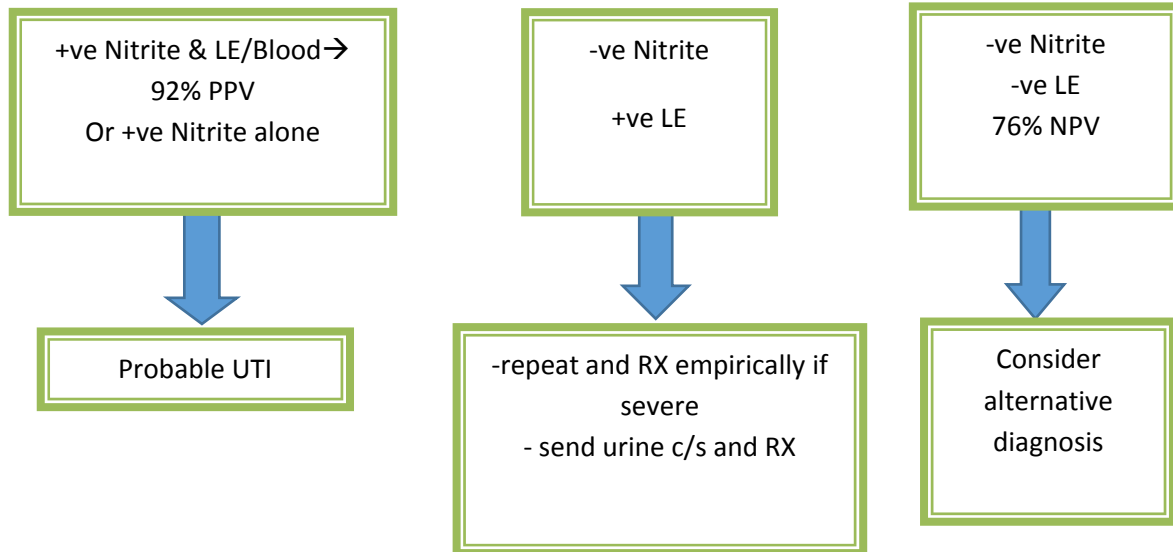 +ve Nitrite & LE/Blood→
92% PPV
Or +ve Nitrite alone
-ve Nitrite
+ve LE
-ve Nitrite
-ve LE
76% NPV
Probable UTI
-repeat and RX empirically if
severe
- send urine c/s and RX
Consider
alternative
diagnosis